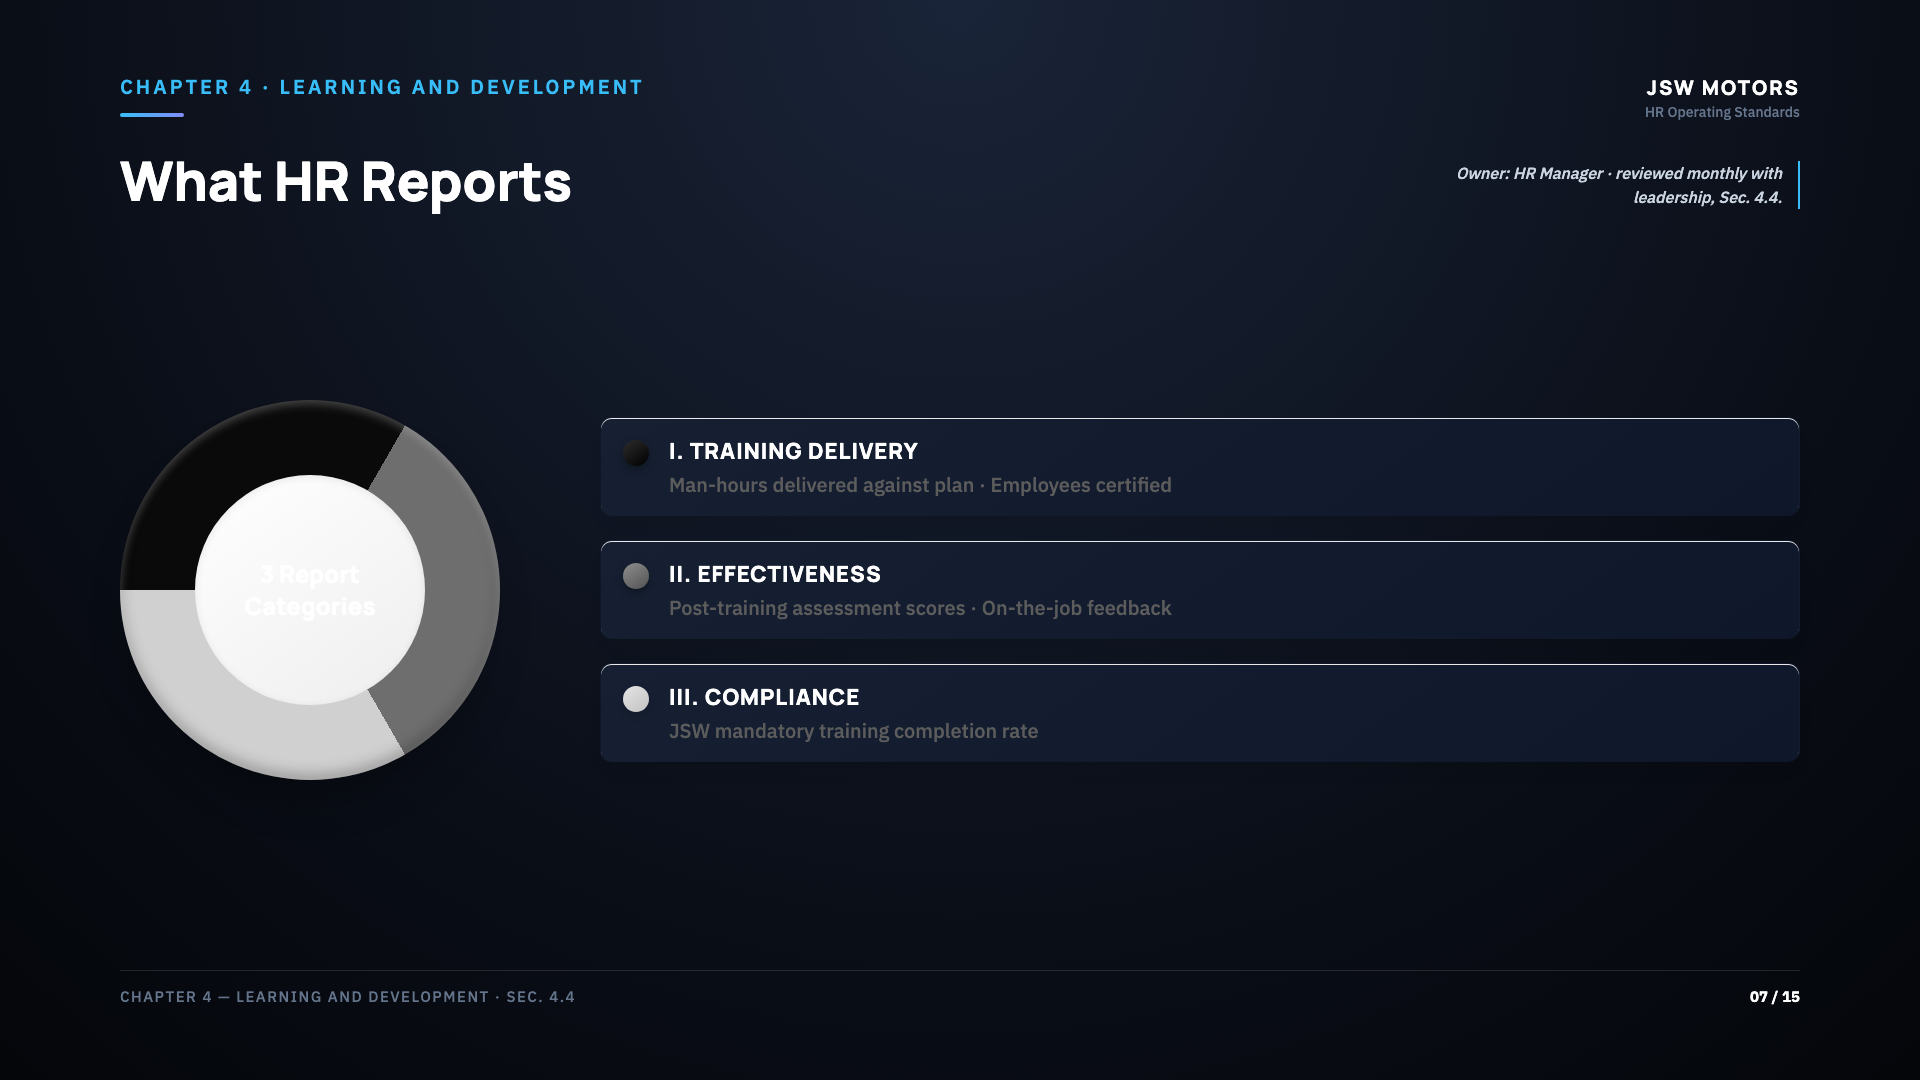 CHAPTER 4 · LEARNING AND DEVELOPMENT
JSW MOTORS
HR Operating Standards
What HR Reports
Owner: HR Manager · reviewed monthly with
leadership, Sec. 4.4.
3 Report
Categories
I. TRAINING DELIVERY
Man-hours delivered against plan · Employees certified
II. EFFECTIVENESS
Post-training assessment scores · On-the-job feedback
III. COMPLIANCE
JSW mandatory training completion rate
CHAPTER 4 — LEARNING AND DEVELOPMENT · SEC. 4.4
07 / 15